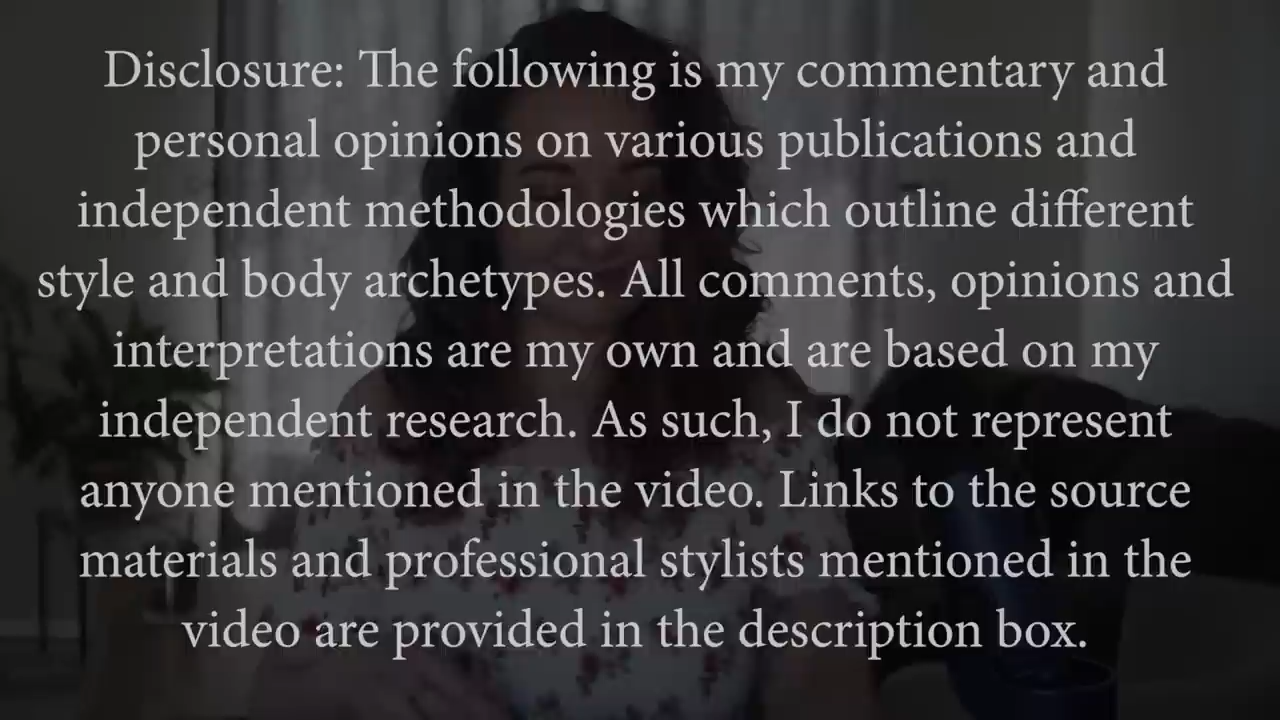 Disclosure: The following is my commentary and
personal opinions on various publications and
independent methodologies which outline different
style and body archetypes. All comments, opinions and
interpretations are my own and are based on my
independent research. As such, I do not represent
anyone mentioned in the video. Links to the source
materials and professional stylists mentioned in the
video are provided in the description box.